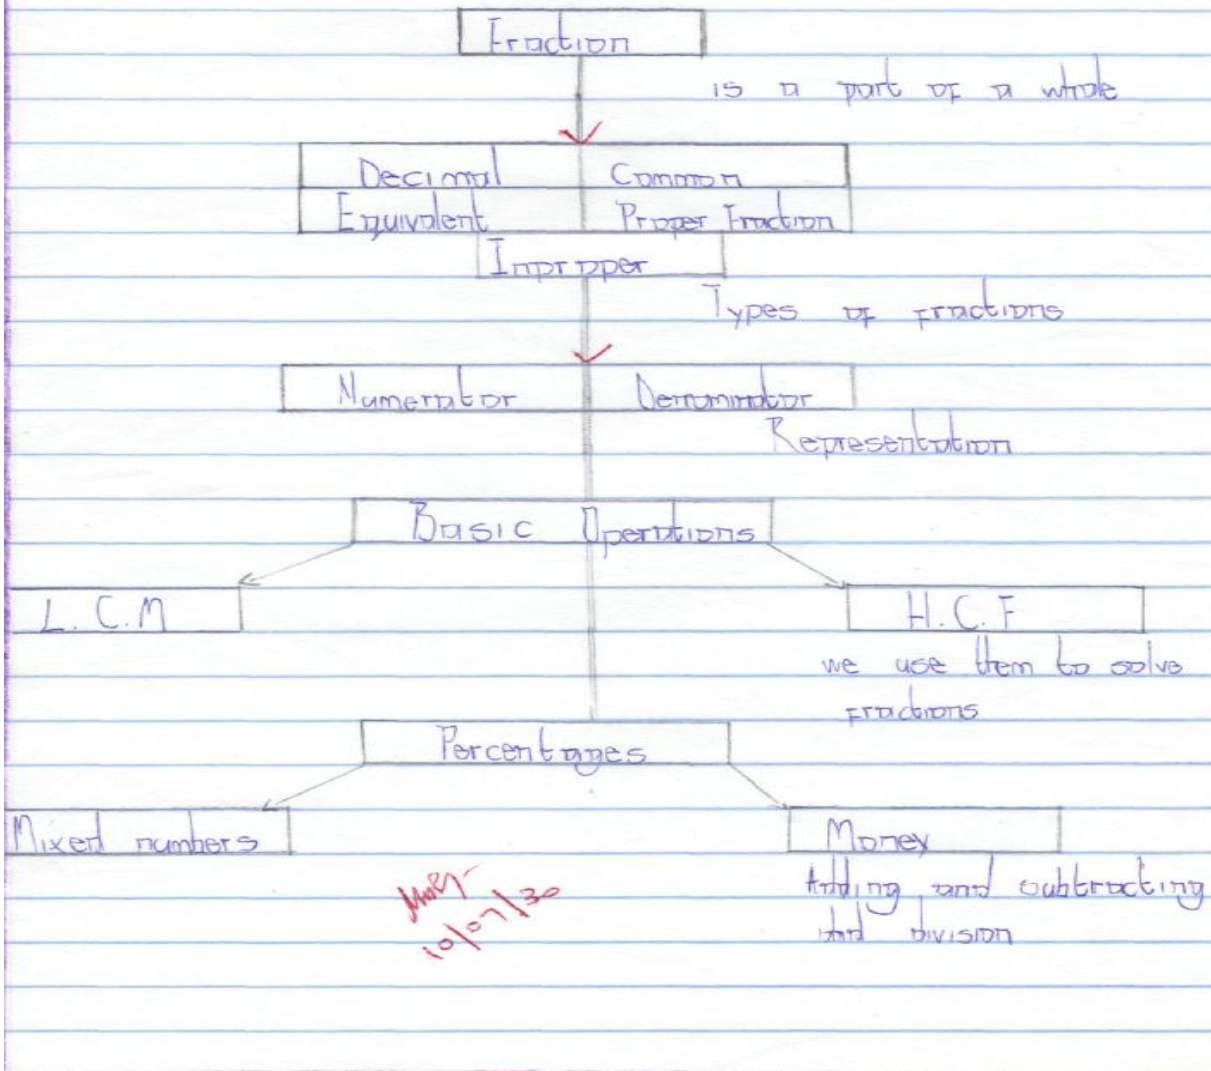 Fraction
is a part of a whole
Decimal Common
Equivalent Proper Fraction
Inproper
Types of fractions
Numerator Denominator
Representation
Basic Operations
L.C.M H.C.F
we use them to solve
fractions
Percentages
Mixed numbers Money
Adding and subtracting
and division
10/07/30